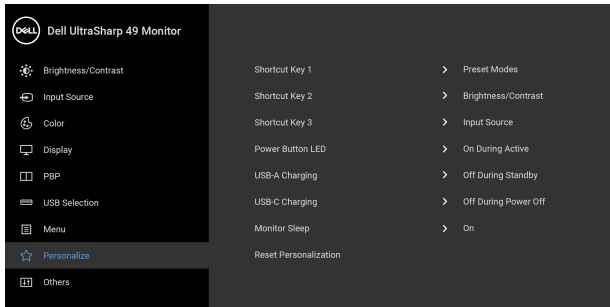 DELL Dell UltraSharp 49 Monitor
Brightness/Contrast
Input Source
Color
Display
PBP
USB Selection
Menu
Personalize
Others
Shortcut Key 1 > Preset Modes
Shortcut Key 2 > Brightness/Contrast
Shortcut Key 3 > Input Source
Power Button LED > On During Active
USB-A Charging > Off During Standby
USB-C Charging > Off During Power Off
Monitor Sleep > On
Reset Personalization